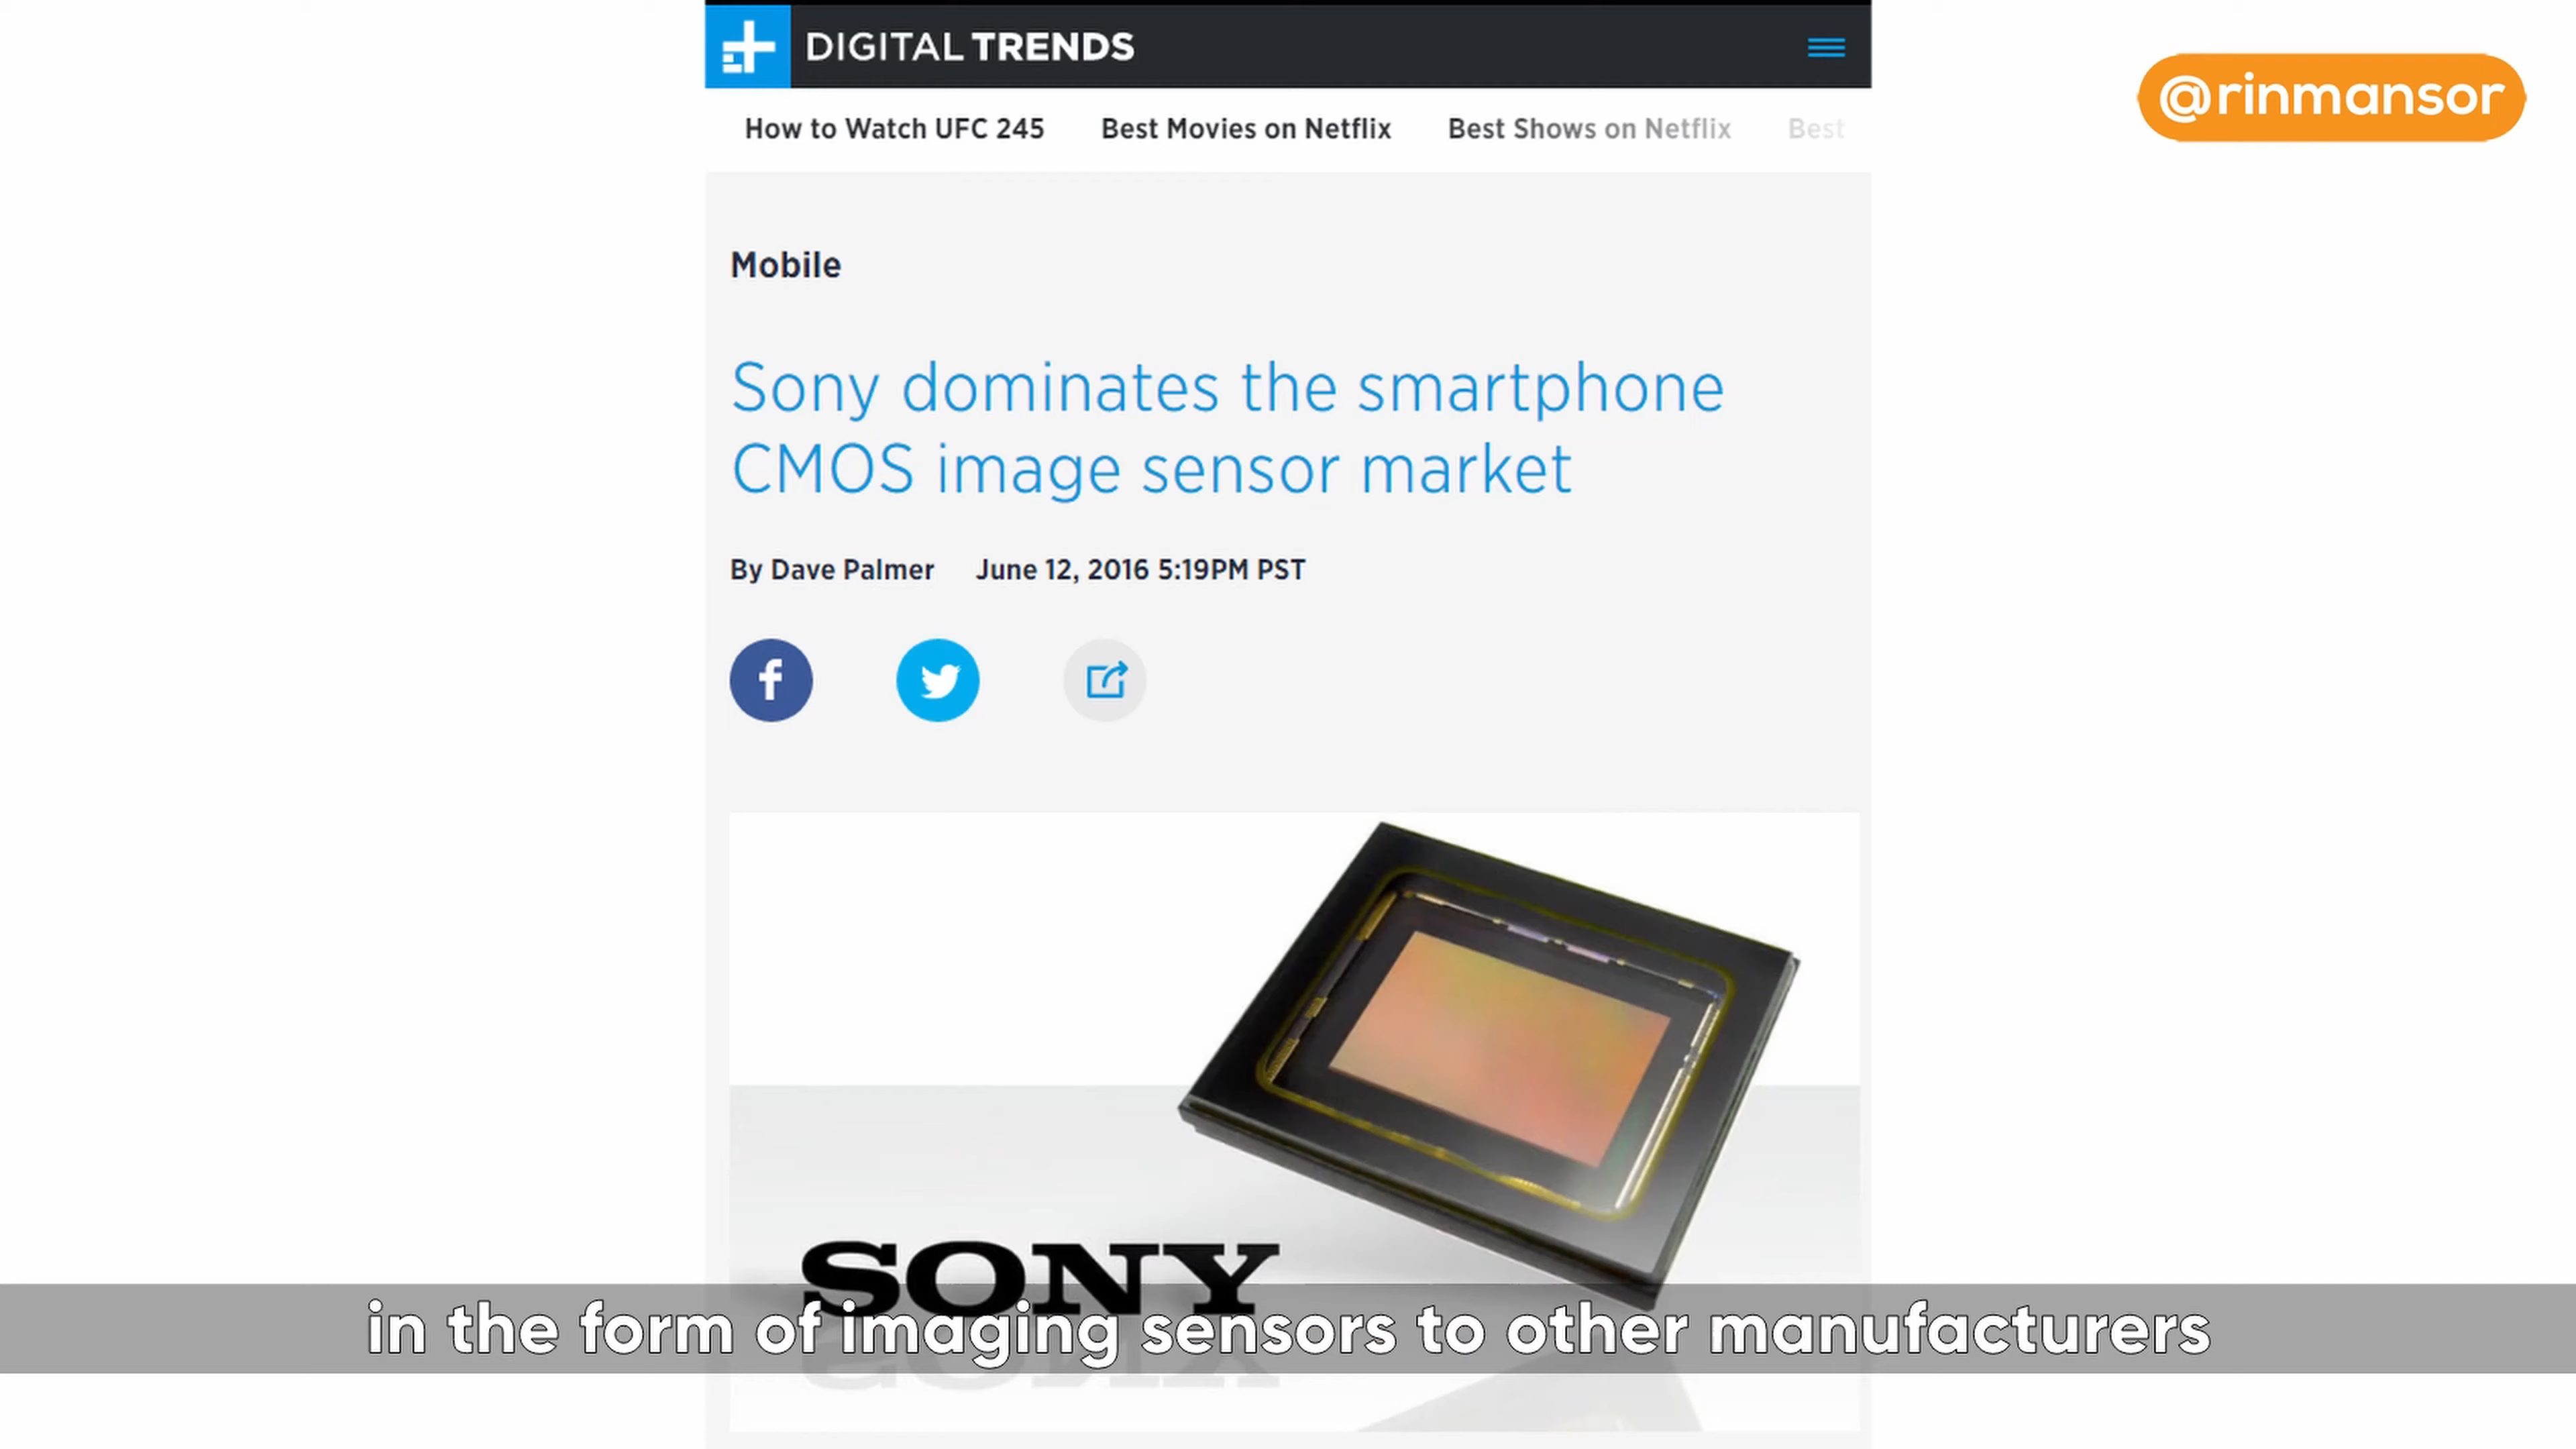 DIGITAL TRENDS
@rinmansor
How to Watch UFC 245 Best Movies on Netflix Best Shows on Netflix Best
Mobile
Sony dominates the smartphone
CMOS image sensor market
By Dave Palmer June 12, 2016 5:19PM PST
SONY
in the form of imaging sensors to other manufacturers